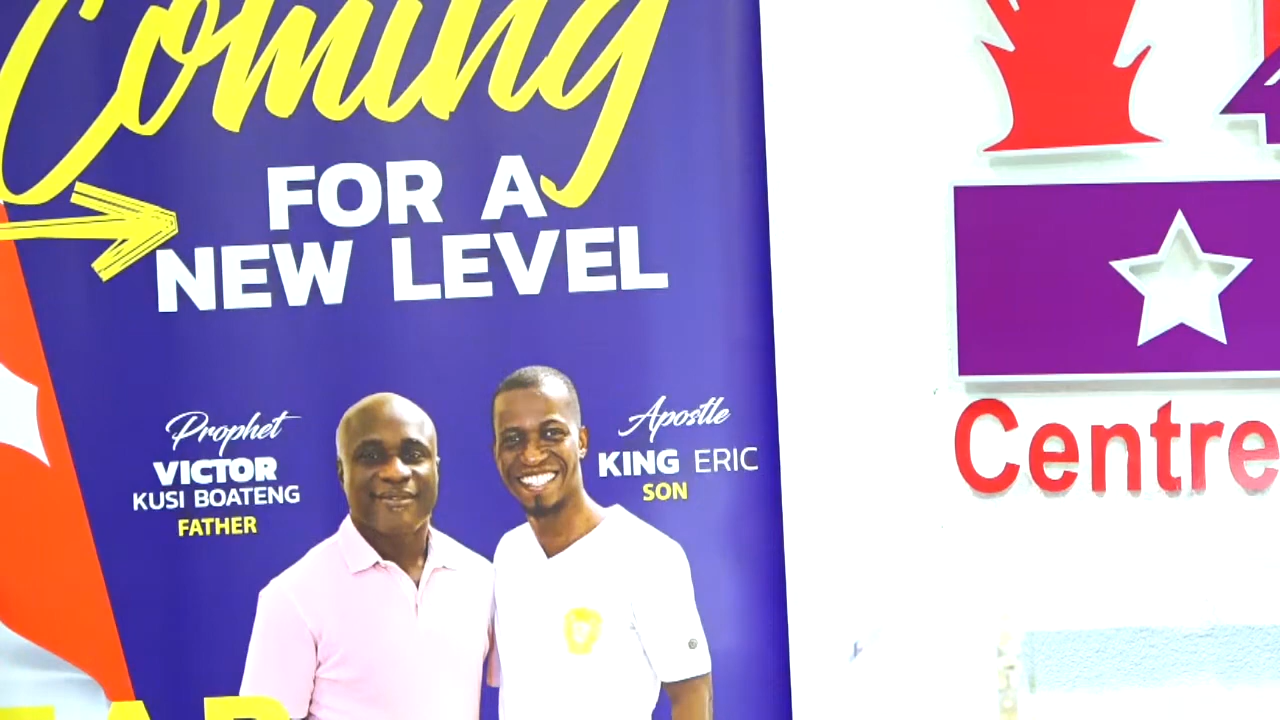 Coming
FOR A
NEW LEVEL
Prophet
VICTOR
KUSI BOATENG
FATHER
Apostle
KING ERIC
SON
Centre